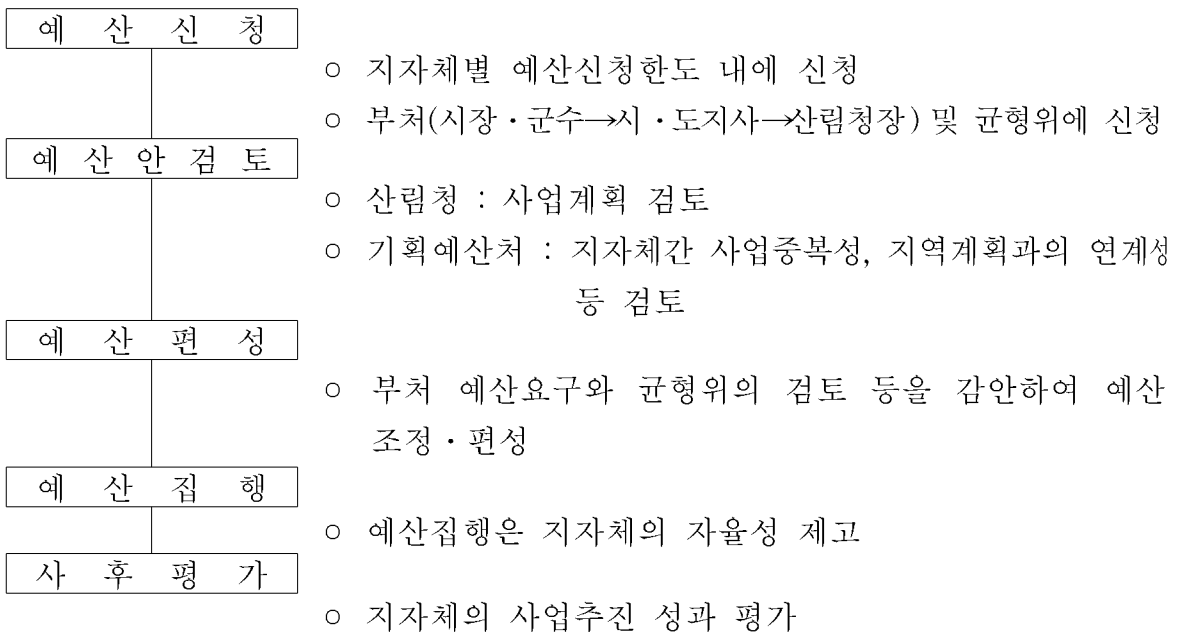 예 산 신 청
○ 지자체별 예산신청한도 내에 신청
○ 부처(시장・군수→시・도지사→산림청장) 및 균형위에 신청
예 산 안 검 토
○ 산림청 : 사업계획 검토
○ 기획예산처 : 지자체간 사업중복성, 지역계획과의 연계성
등 검토
예 산 편 성
○ 부처 예산요구와 균형위의 검토 등을 감안하여 예산
조정・편성
예 산 집 행
○ 예산집행은 지자체의 자율성 제고
사 후 평 가
○ 지자체의 사업추진 성과 평가